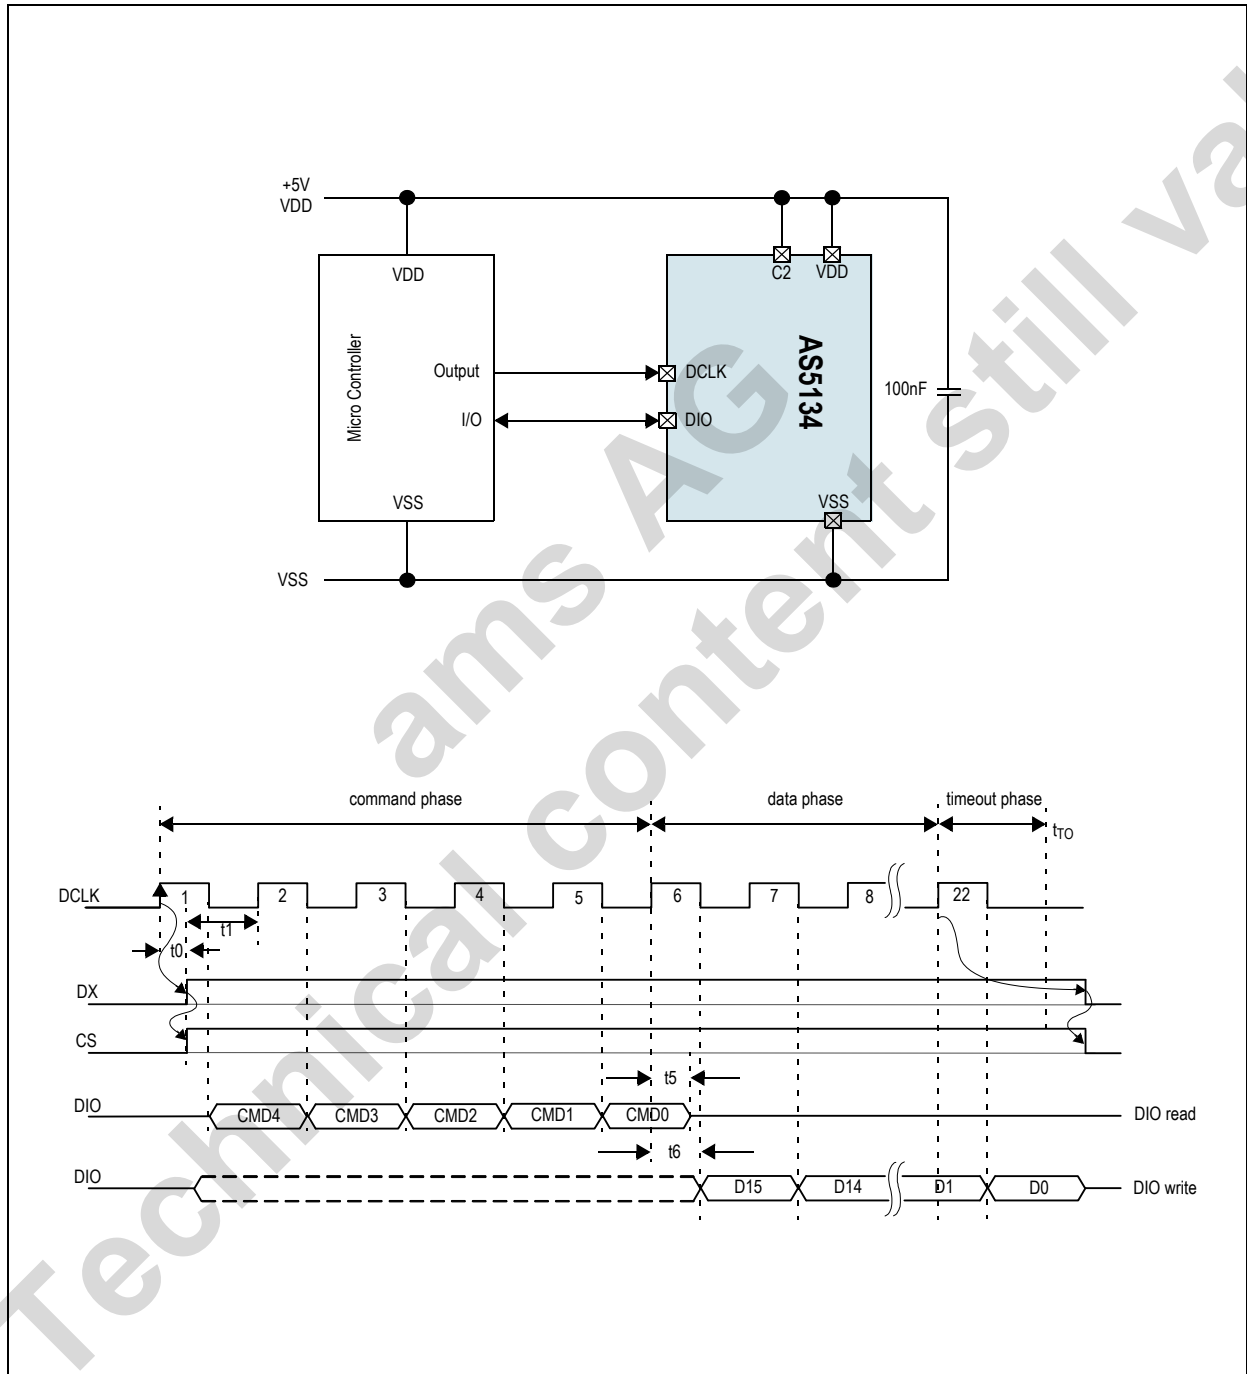 +5V
VDD
VDD
C2
VDD
Micro Controller
Output
DCLK
AS5134
100nF
I/O
DIO
VSS
VSS
VSS
command phase
data phase
timeout phase
tTO
DCLK
1
2
3
4
5
6
7
8
22
t1
t0
DX
CS
t5
DIO
CMD4
CMD3
CMD2
CMD1
CMD0
DIO read
t6
DIO
D15
D14
D1
D0
DIO write
ams AG
Technical content still val